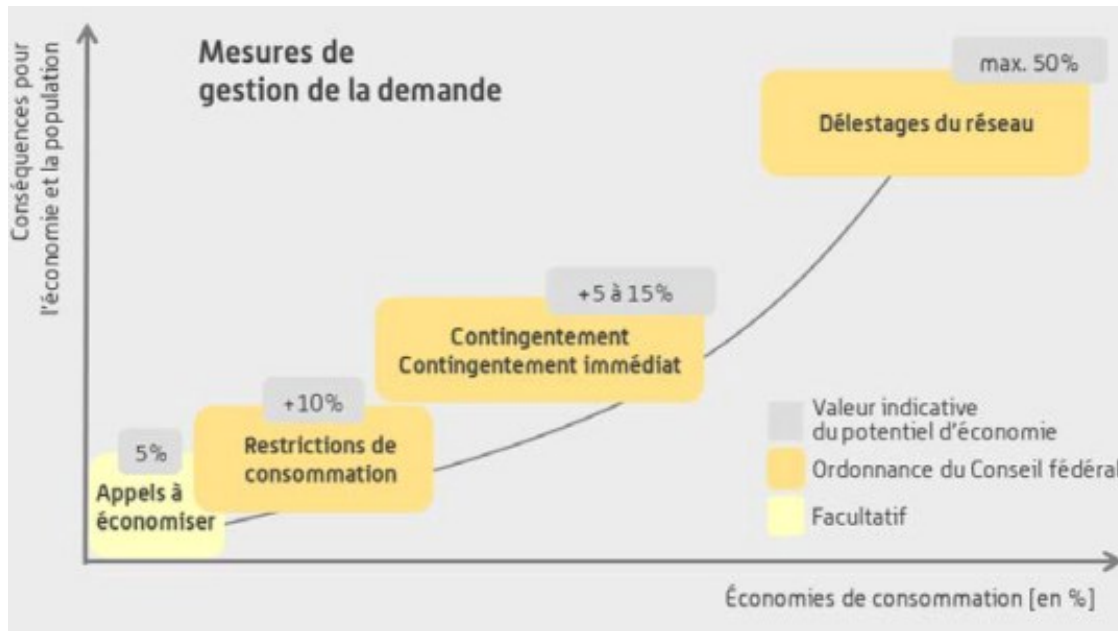 Mesures de
gestion de la demande
Conséquences pour
l'économie et la population
max. 50%
Délestages du réseau
+5 à 15%
Contingentement
Contingentement immédiat
+10%
Restrictions de
consommation
5%
Appels à
économiser
Valeur indicative
du potentiel d'économie
Ordonnance du Conseil fédéral
Facultatif
Économies de consommation [en %]